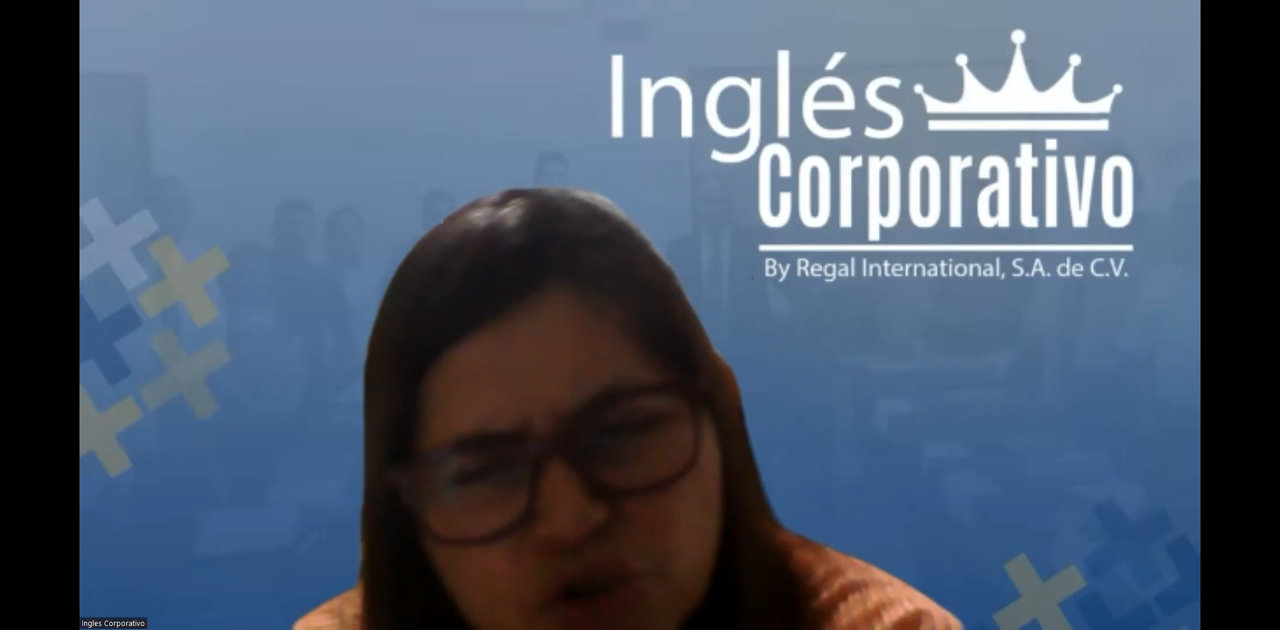 Inglés
Corporativo
By Regal International, S.A. de C.V.
Ingles Corporativo